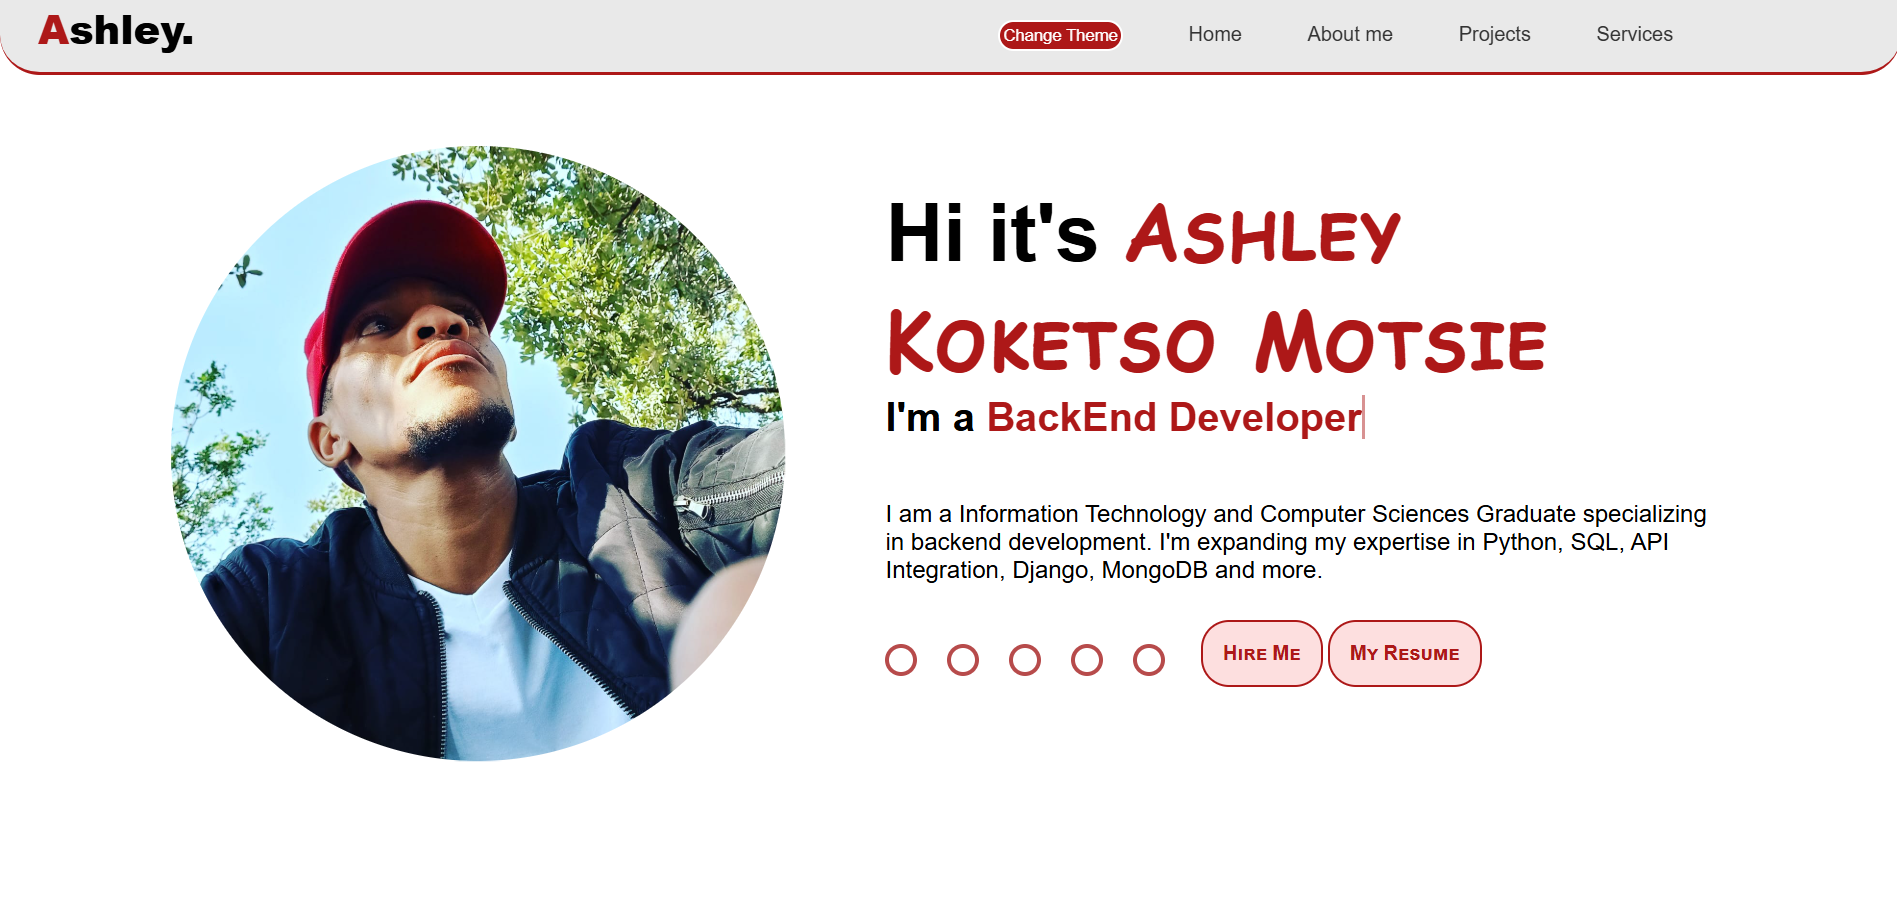 Ashley.
Change Theme
Home
About me
Projects
Services
Hi it's Ashley
Koketso Motsie
I'm a BackEnd Developer
I am a Information Technology and Computer Sciences Graduate specializing
in backend development. I'm expanding my expertise in Python, SQL, API
Integration, Django, MongoDB and more.
Hire Me
My Resume